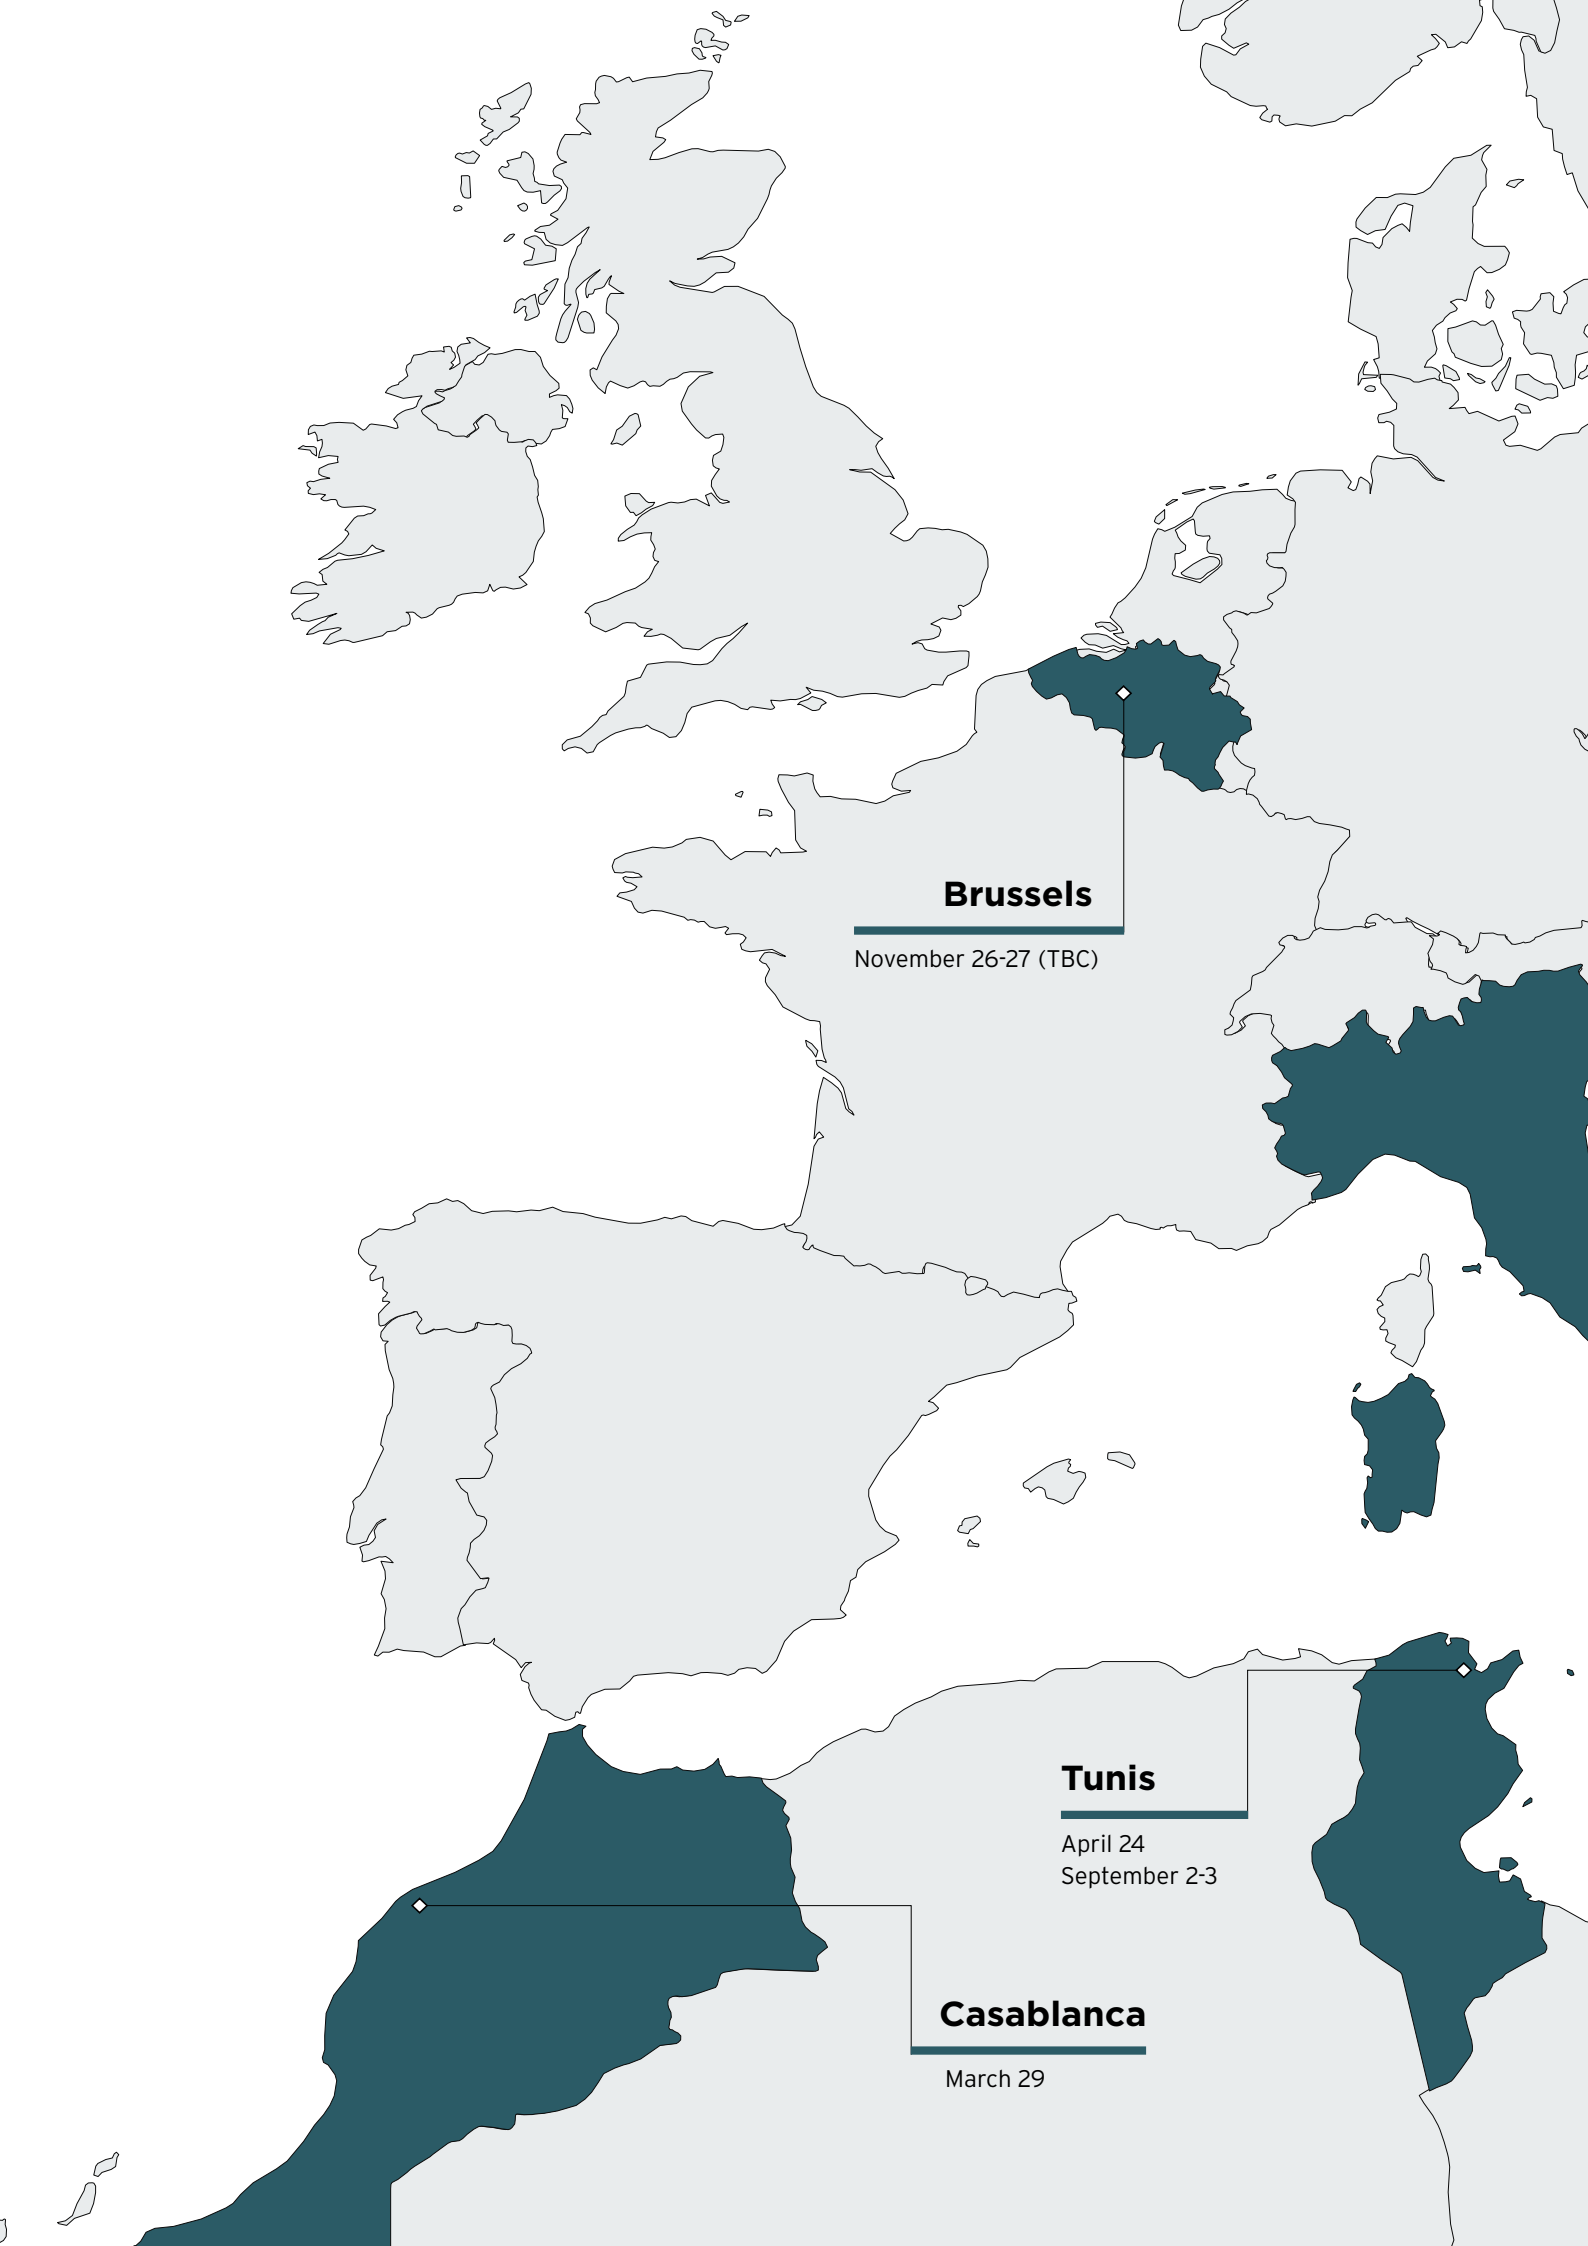 Brussels
November 26-27 (TBC)
Tunis
April 24
September 2-3
Casablanca
March 29